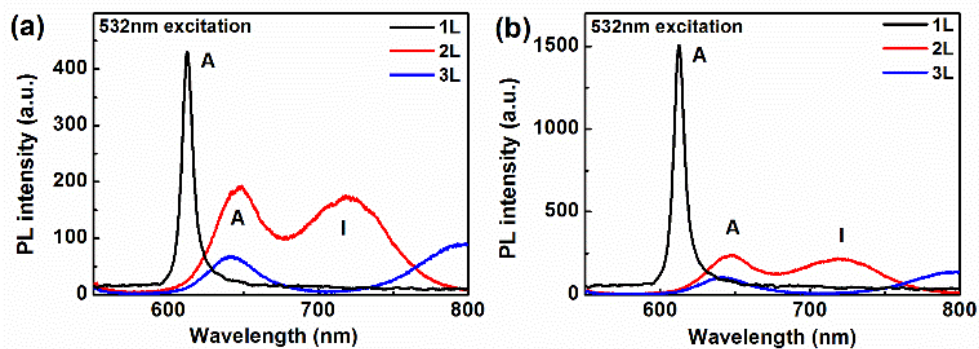 (a)
532nm excitation
1L
2L
3L
A
A
I
400
300
200
100
0
PL intensity (a.u.)
600
700
800
Wavelength (nm)
(b)
532nm excitation
1L
2L
3L
A
A
I
1500
1000
500
250
0
PL intensity (a.u.)
600
700
800
Wavelength (nm)